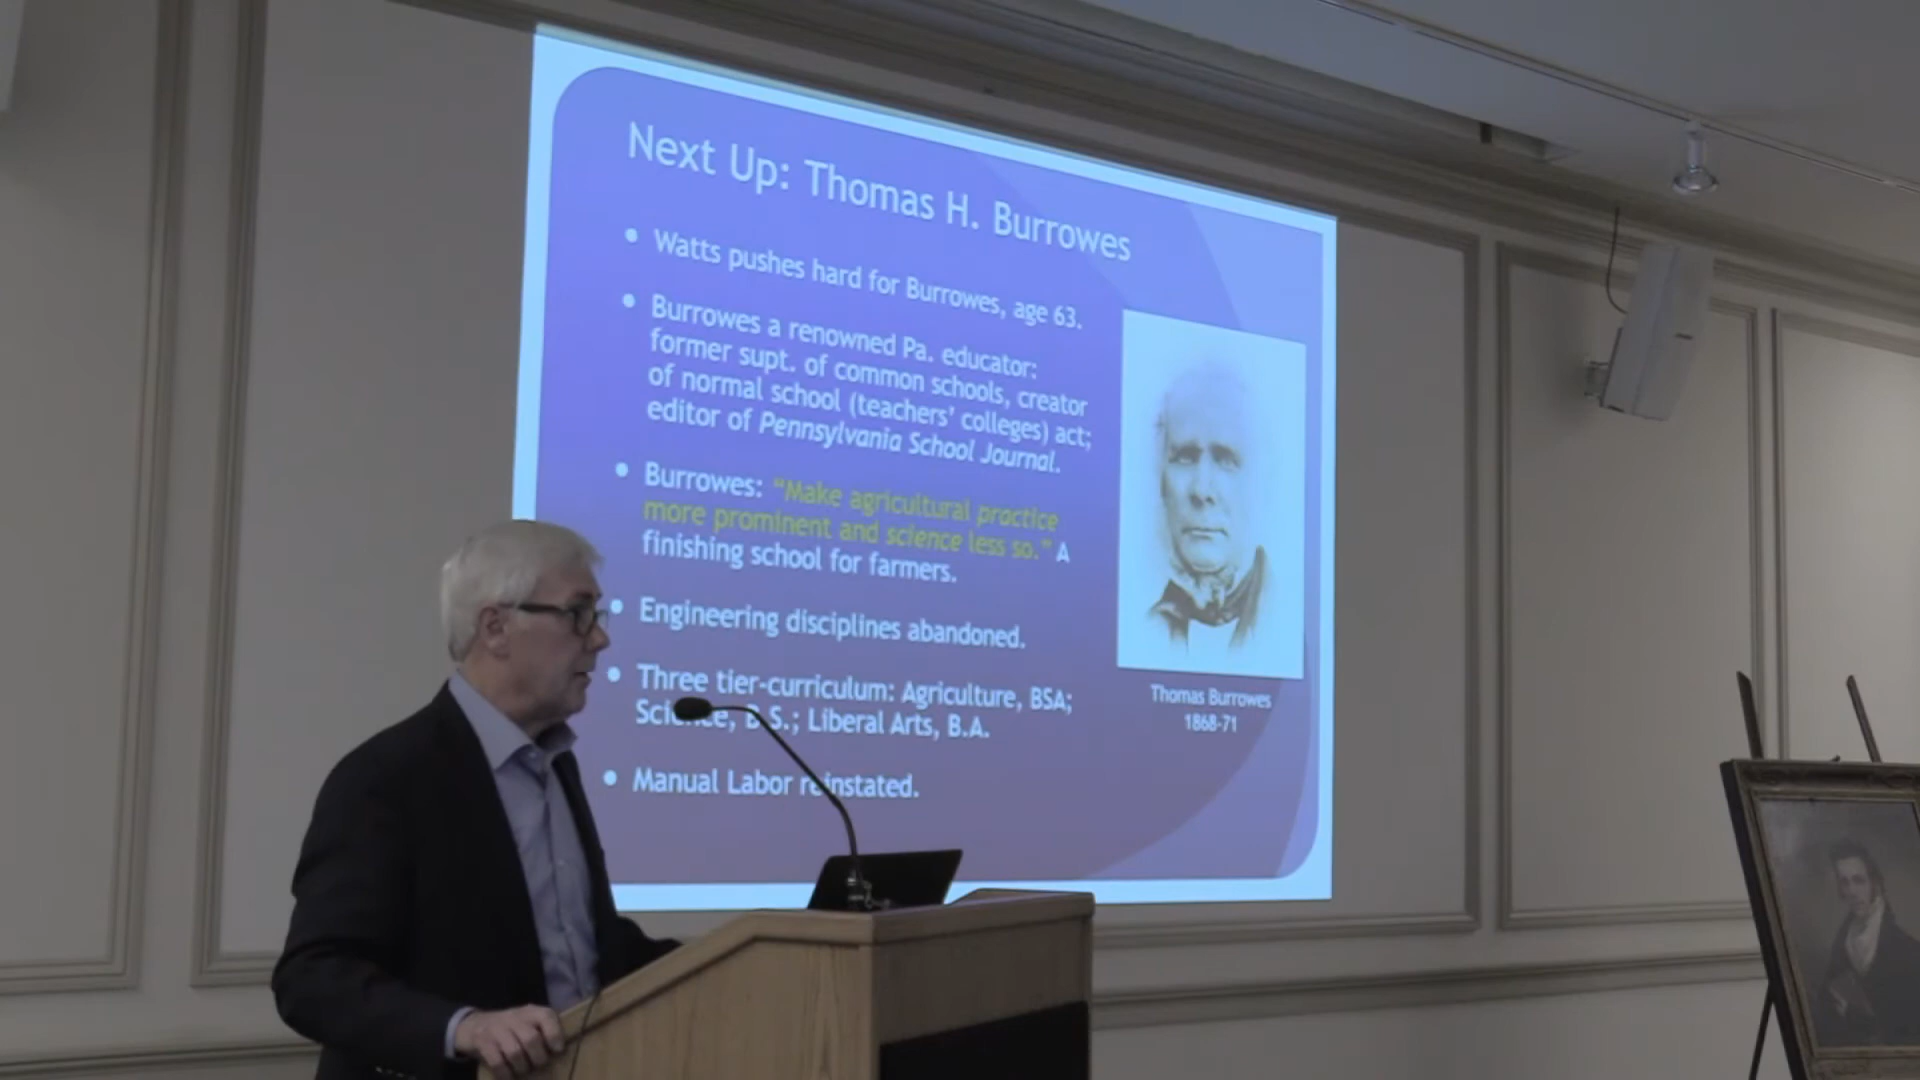 Next Up: Thomas H. Burrowes
• Watts pushes hard for Burrowes, age 63.
• Burrowes a renowned Pa. educator:
former supt. of common schools, creator
of normal school (teachers' colleges) act;
editor of Pennsylvania School Journal.
• Burrowes: "Make agricultural practice
more prominent and science less so." A
finishing school for farmers.
• Engineering disciplines abandoned.
• Three tier-curriculum: Agriculture, BSA;
Science, B.S.; Liberal Arts, B.A.
• Manual Labor reinstated.
Thomas Burrowes
1868-71